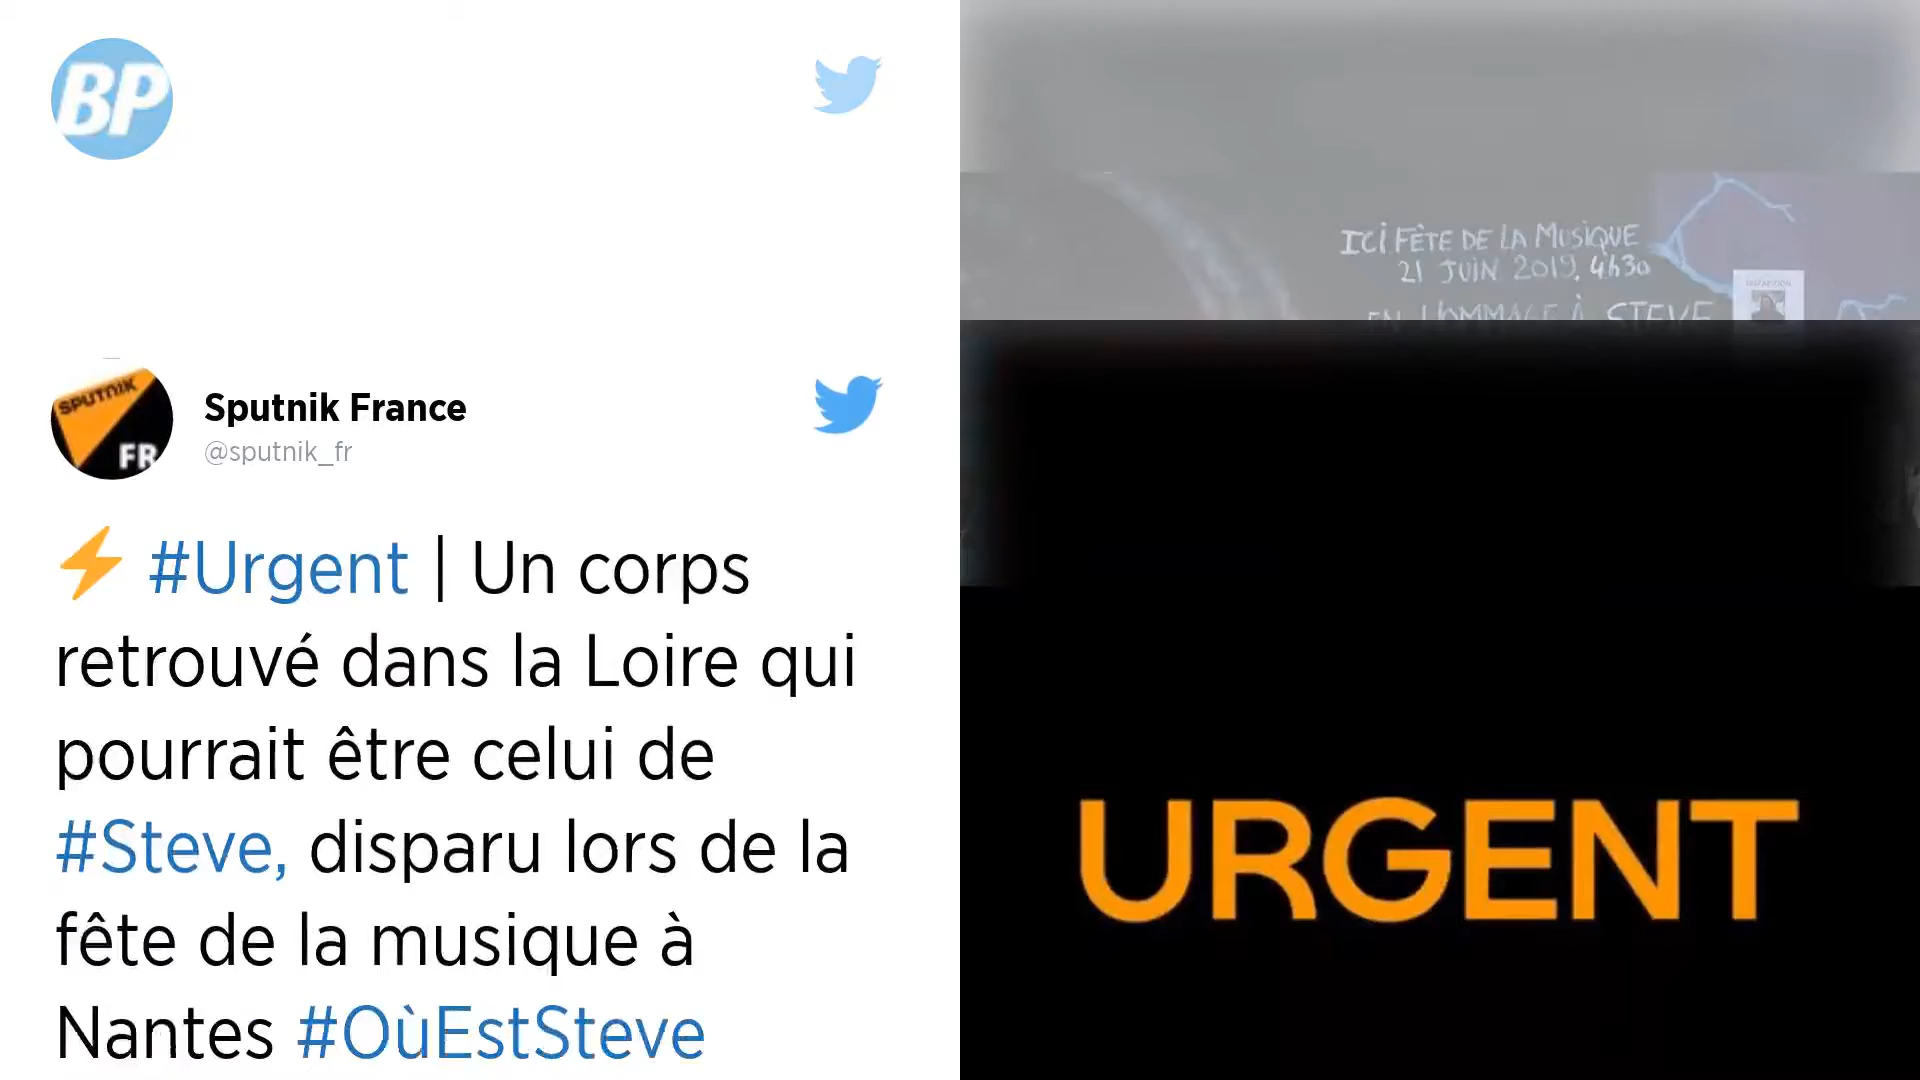 BP
ICI FÊTE DE LA MUSIQUE
21 JUIN 2019. 4h30
EN HOMMAGE À STEVE
SPUTNIK
FR
Sputnik France
@sputnik_fr
⚡ #Urgent | Un corps
retrouvé dans la Loire qui
pourrait être celui de
#Steve, disparu lors de la
fête de la musique à
Nantes #OùEstSteve
URGENT